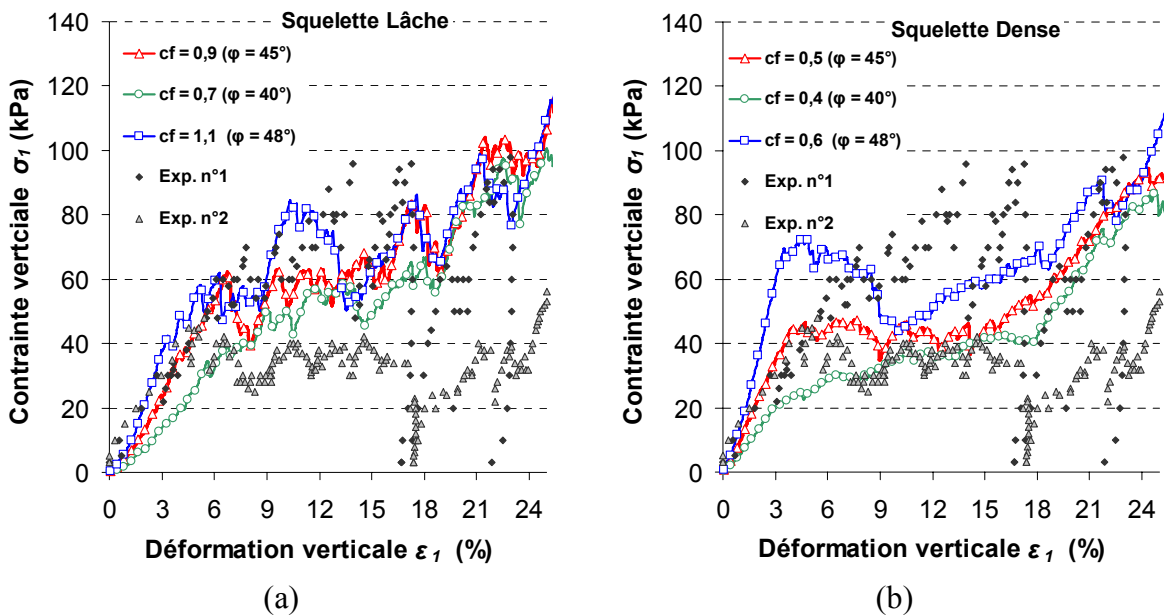 Squelette Lâche
cf = 0,9 (φ = 45°)
cf = 0,7 (φ = 40°)
cf = 1,1 (φ = 48°)
Exp. n°1
Exp. n°2
Contrainte vertciale σ1 (kPa)
140
120
100
80
60
40
20
0
0 3 6 9 12 15 18 21 24
Déformation verticale ε1 (%)
(a)
Squelette Dense
cf = 0,5 (φ = 45°)
cf = 0,4 (φ = 40°)
cf = 0,6 (φ = 48°)
Exp. n°1
Exp. n°2
Contrainte vertciale σ1 (kPa)
140
120
100
80
60
40
20
0
0 3 6 9 12 15 18 21 24
Déformation verticale ε1 (%)
(b)